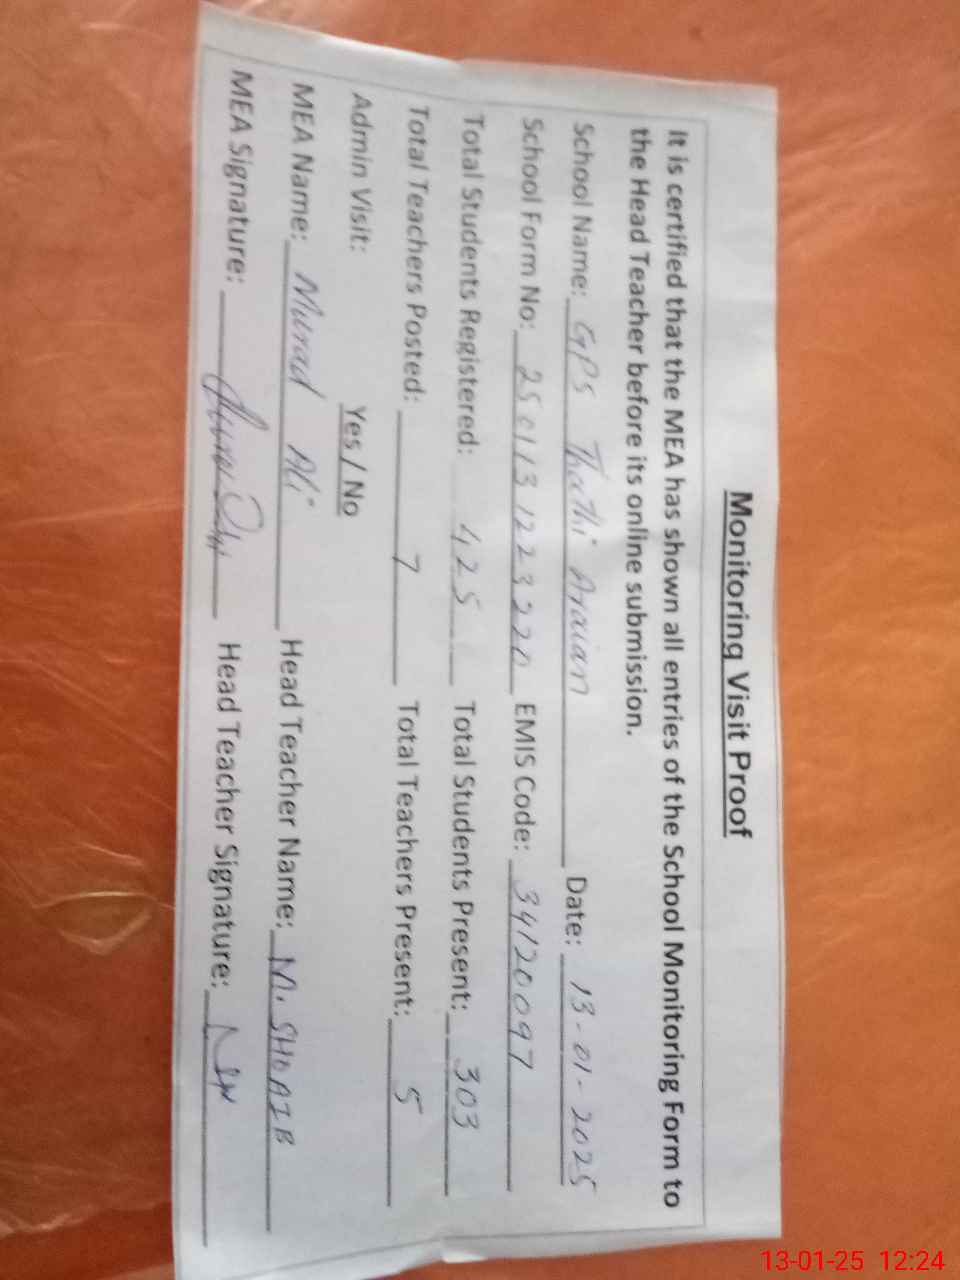 Monitoring Visit Proof
It is certified that the MEA has shown all entries of the School Monitoring Form to
the Head Teacher before its online submission.
School Name: GPS Thathi Araian Date: 13-01-2025
School Form No: 2501131223220 EMIS Code: 34120097
Total Students Registered: 425 Total Students Present: 303
Total Teachers Posted: 7 Total Teachers Present: 5
Admin Visit: Yes / No
MEA Name: Murad Ali Head Teacher Name: M. SHOAIB
MEA Signature: Head Teacher Signature:
13-01-25 12:24